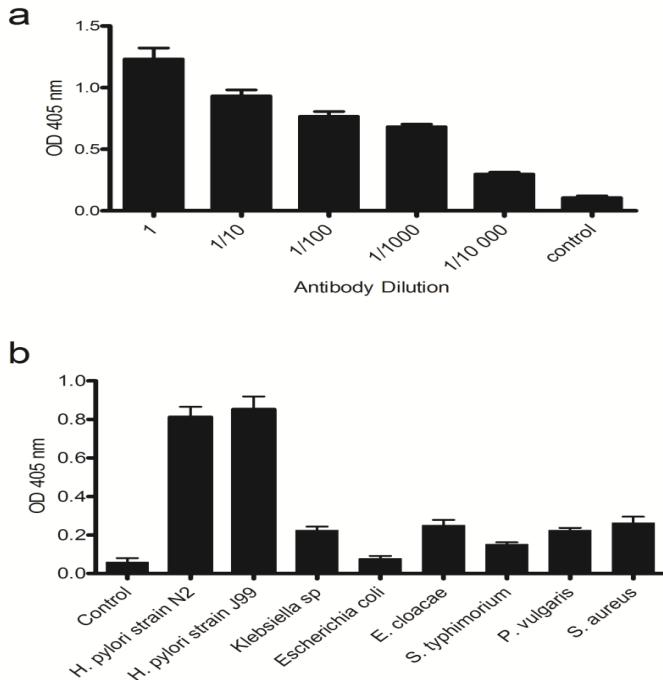 a
1.5
1.0
0.5
0.0
OD 405 nm
1
1/10
1/100
1/1000
1/10 000
control
Antibody Dilution
b
1.0
0.8
0.6
0.4
0.2
0.0
OD 405 nm
Control
H. pylori strain N2
H. pylori strain J99
Klebsiella sp
Escherichia coli
E. cloacae
S. typhimorium
P. vulgaris
S. aureus